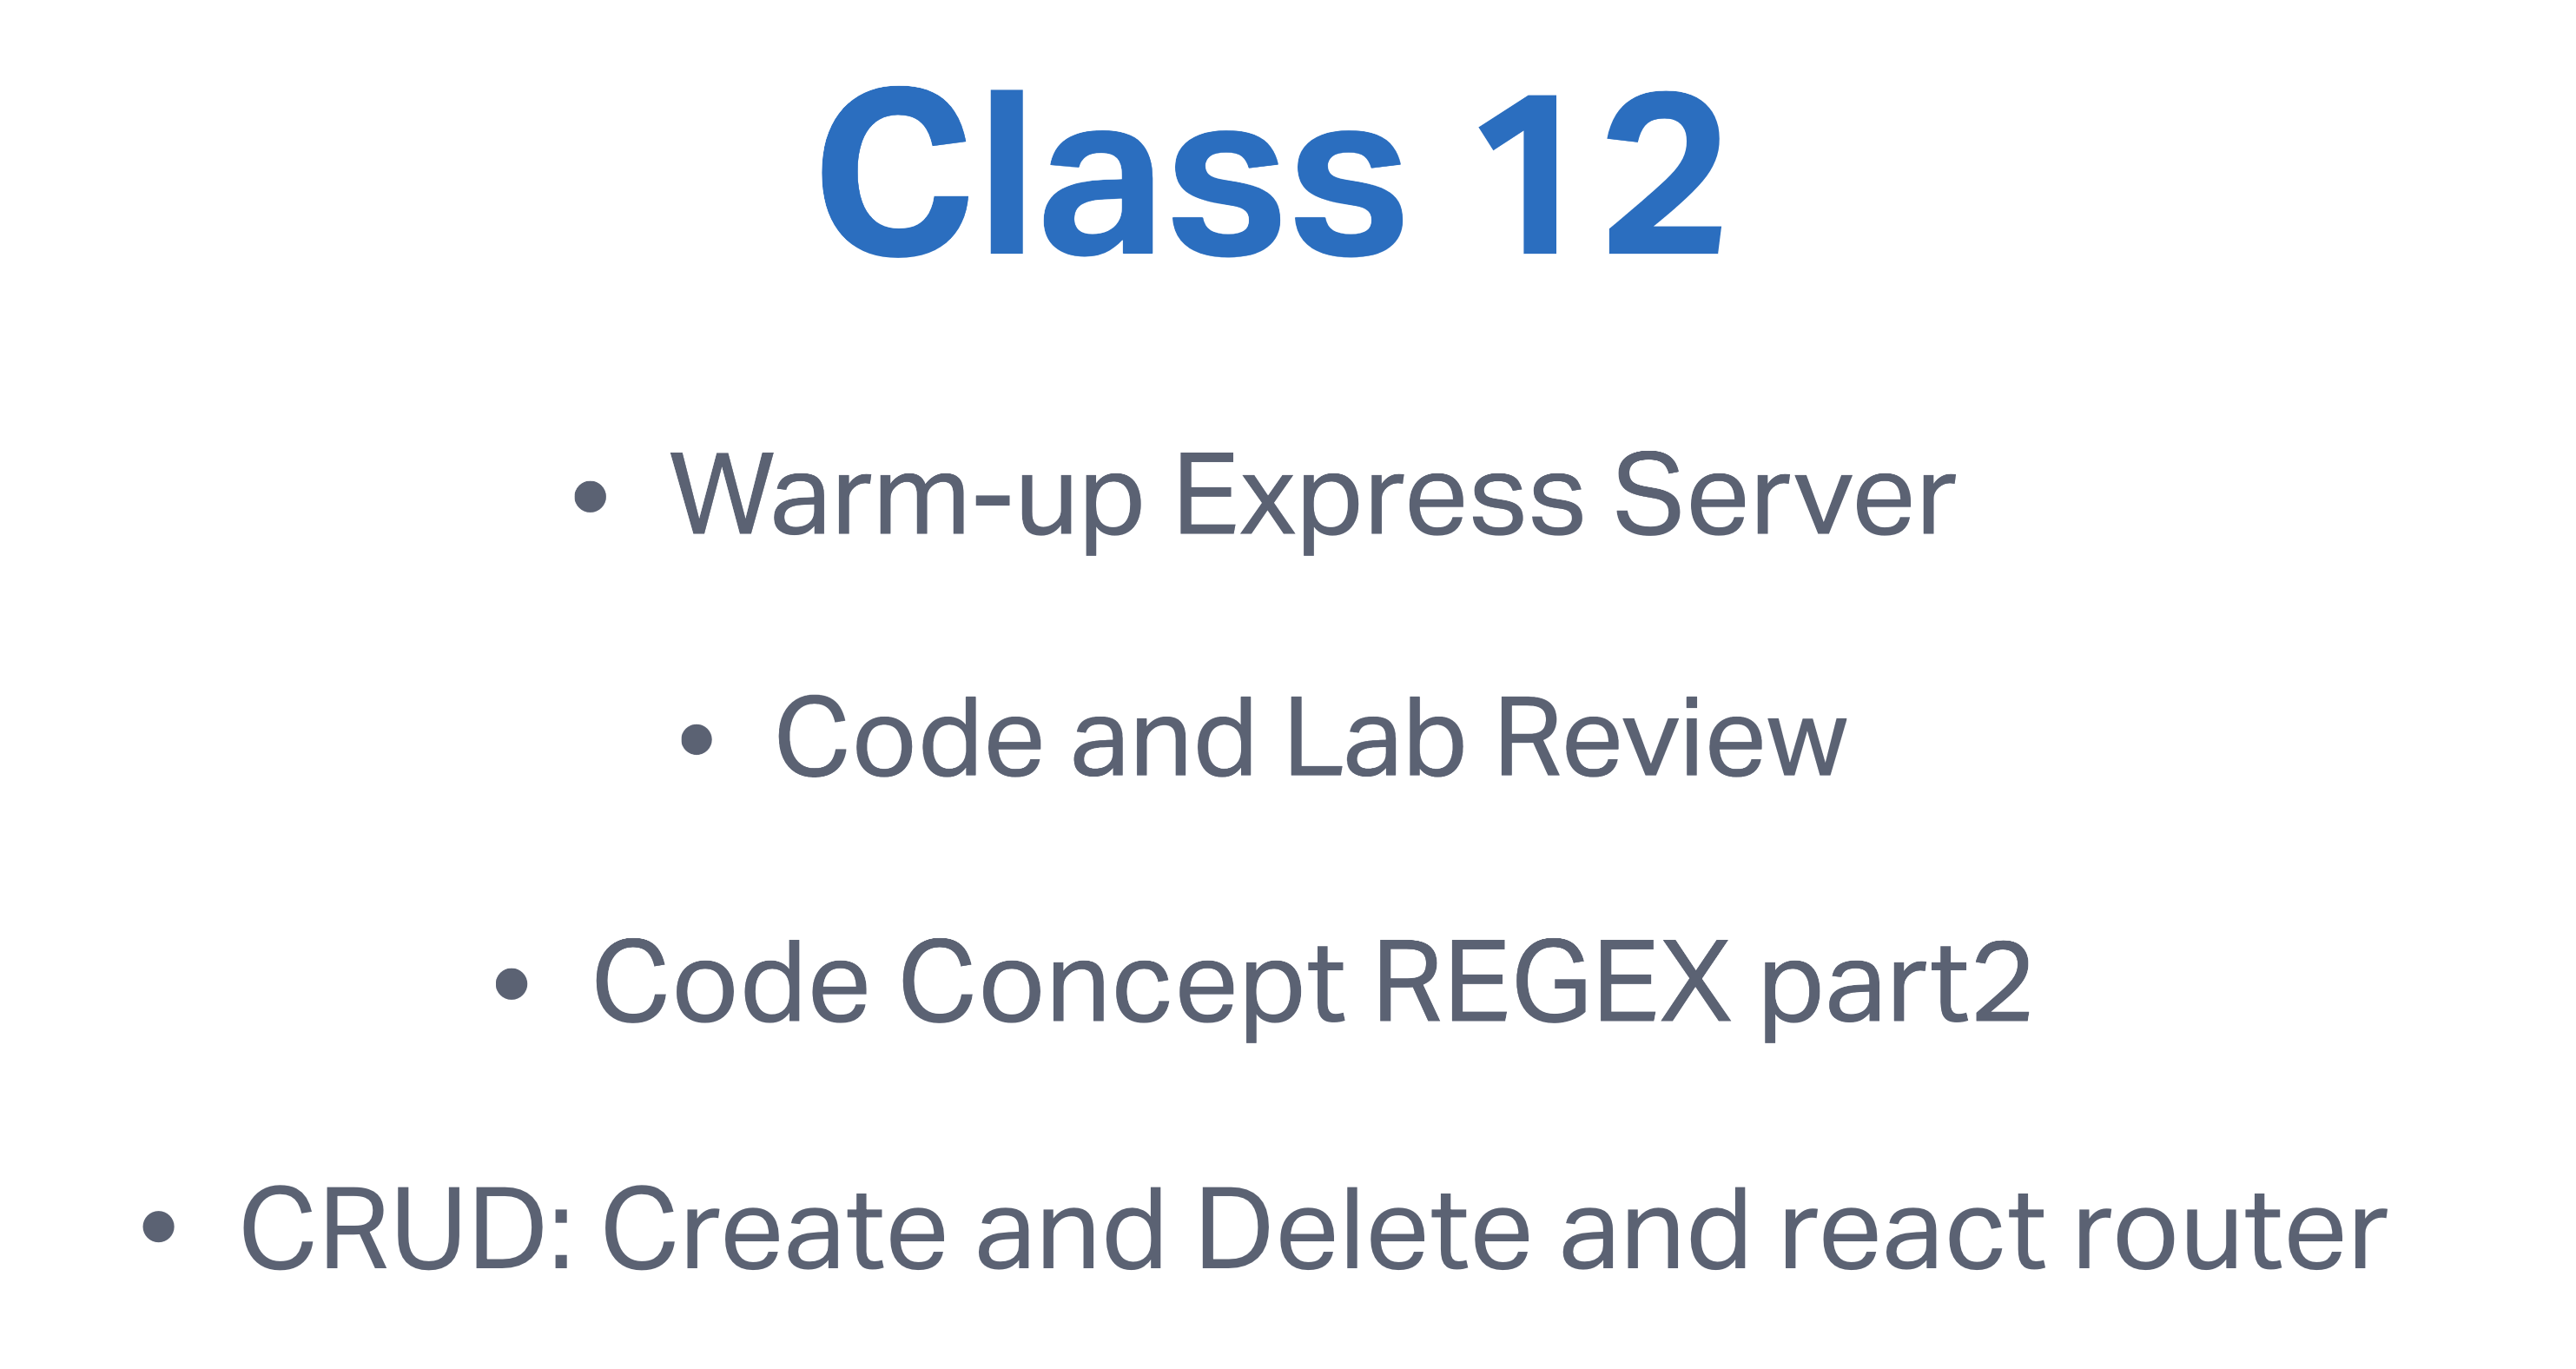 Class 12
• Warm-up Express Server
• Code and Lab Review
• Code Concept REGEX part2
• CRUD: Create and Delete and react router